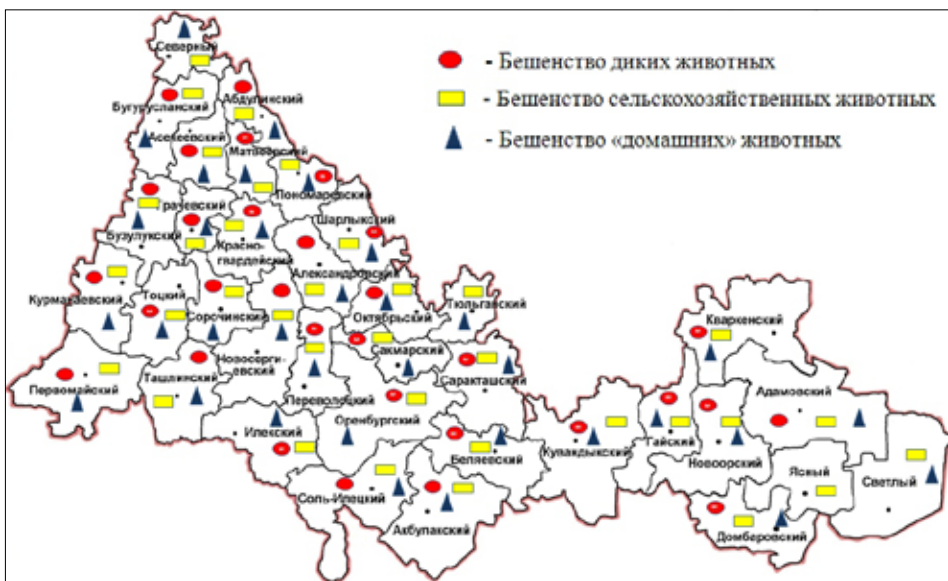 Северный
- Бешенство диких животных
- Бешенство сельскохозяйственных животных
- Бешенство «домашних» животных
Бугурусланский
Абдулинский
Асекеевский
Матвеевский
Пономаревский
Грачевский
Бузулукский
Красно-
гвардейский
Шарлыкский
Александровский
Курманаевский
Тоцкий
Сорочинский
Октябрьский
Тюльганский
Кваркенский
Новосерги-
евский
Сакмарский
Саракташский
Первомайский
Ташлинский
Переволоцкий
Адамовский
Илекский
Оренбургский
Беляевский
Кувандыкский
Гайский
Новоорский
Ясный
Светлый
Соль-Илецкий
Акбулакский
Домбаровский